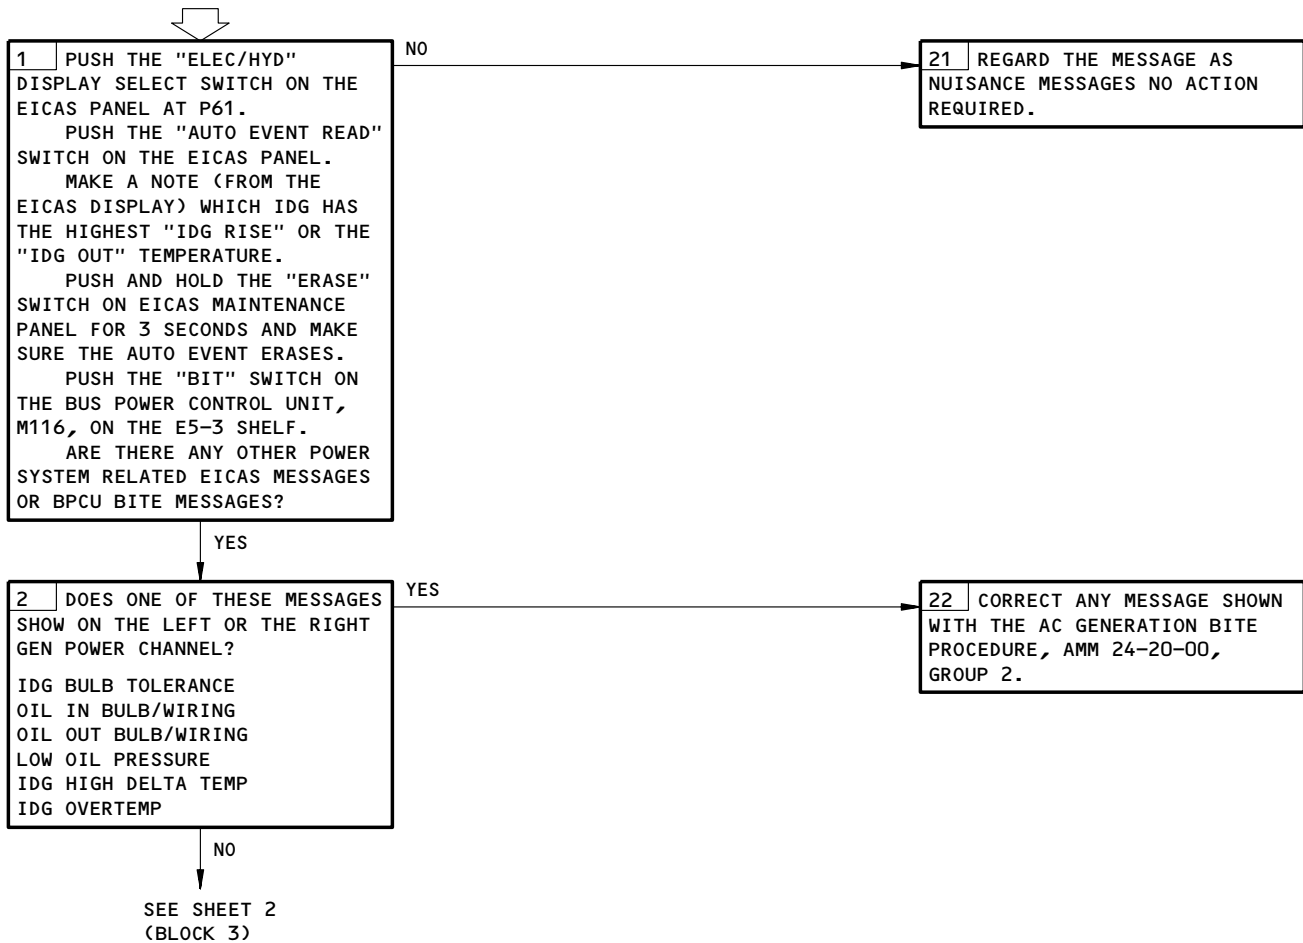 1 PUSH THE "ELEC/HYD"
DISPLAY SELECT SWITCH ON THE
EICAS PANEL AT P61.
PUSH THE "AUTO EVENT READ"
SWITCH ON THE EICAS PANEL.
MAKE A NOTE (FROM THE
EICAS DISPLAY) WHICH IDG HAS
THE HIGHEST "IDG RISE" OR THE
"IDG OUT" TEMPERATURE.
PUSH AND HOLD THE "ERASE"
SWITCH ON EICAS MAINTENANCE
PANEL FOR 3 SECONDS AND MAKE
SURE THE AUTO EVENT ERASES.
PUSH THE "BIT" SWITCH ON
THE BUS POWER CONTROL UNIT,
M116, ON THE E5-3 SHELF.
ARE THERE ANY OTHER POWER
SYSTEM RELATED EICAS MESSAGES
OR BPCU BITE MESSAGES?
NO
21 REGARD THE MESSAGE AS
NUISANCE MESSAGES NO ACTION
REQUIRED.
YES
2 DOES ONE OF THESE MESSAGES
SHOW ON THE LEFT OR THE RIGHT
GEN POWER CHANNEL?
IDG BULB TOLERANCE
OIL IN BULB/WIRING
OIL OUT BULB/WIRING
LOW OIL PRESSURE
IDG HIGH DELTA TEMP
IDG OVERTEMP
YES
22 CORRECT ANY MESSAGE SHOWN
WITH THE AC GENERATION BITE
PROCEDURE, AMM 24-20-00,
GROUP 2.
NO
SEE SHEET 2
(BLOCK 3)